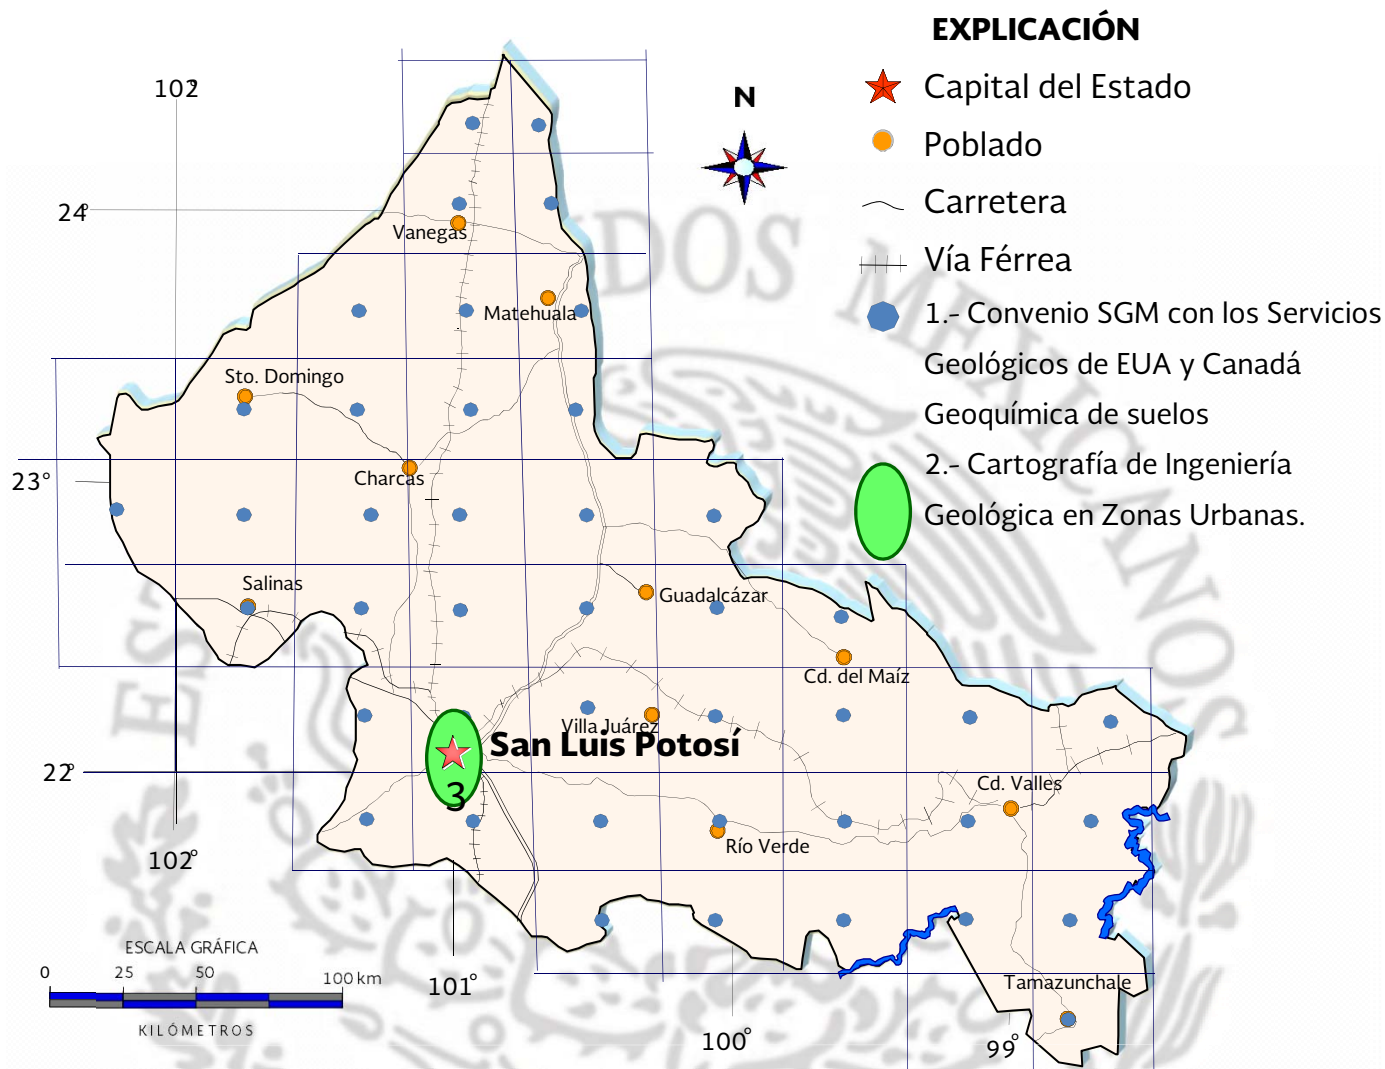 EXPLICACIÓN
Capital del Estado
Poblado
Carretera
Vía Férrea
1.- Convenio SGM con los Servicios
Geológicos de EUA y Canadá
Geoquímica de suelos
2.- Cartografía de Ingeniería
Geológica en Zonas Urbanas.
N
102°
24°
Vanegas
Matehuala
Sto. Domingo
Charcas
23°
Salinas
Guadalcázar
Cd. del Maíz
Villa Juárez
San Luis Potosí
3
22°
Cd. Valles
Río Verde
102°
ESCALA GRÁFICA
0 25 50 100 km
KILÓMETROS
101°
Tamazunchale
100°
99°
ESTADOS UNIDOS MEXICANOS